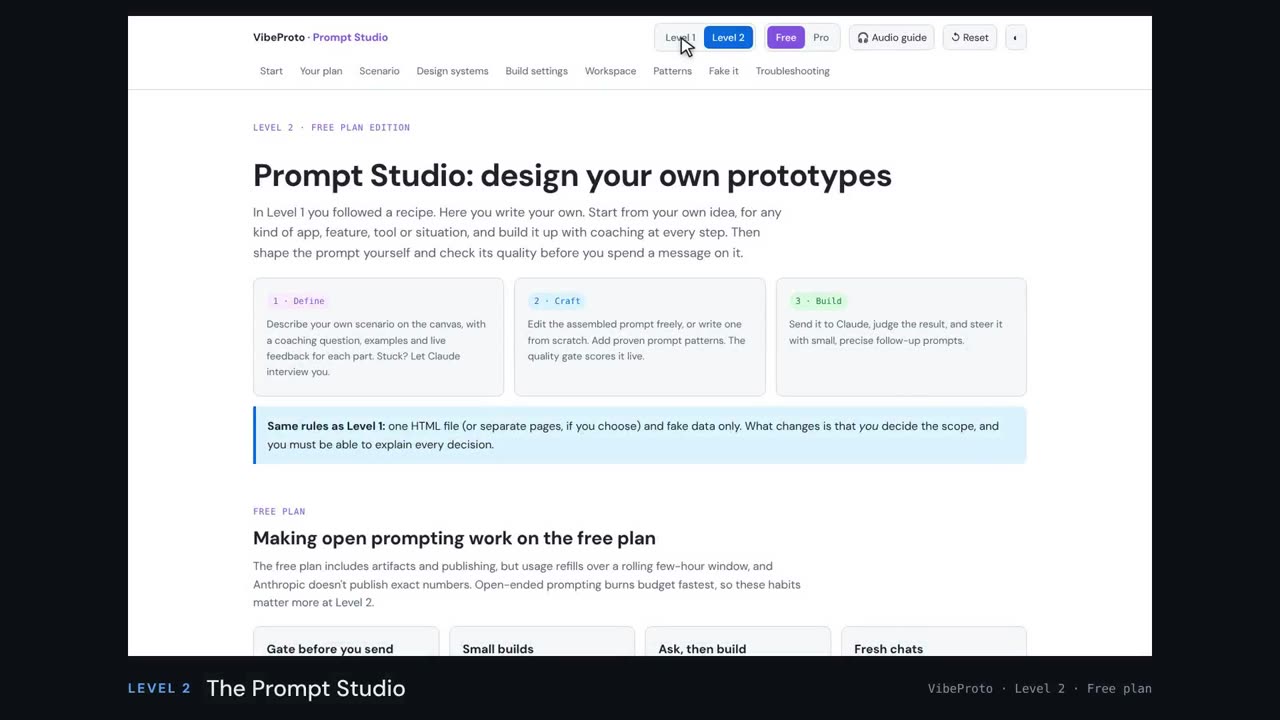 VibeProto · Prompt Studio
Level 1 Level 2 Free Pro 🎧 Audio guide ↺ Reset
Start Your plan Scenario Design systems Build settings Workspace Patterns Fake it Troubleshooting
LEVEL 2 · FREE PLAN EDITION
Prompt Studio: design your own prototypes
In Level 1 you followed a recipe. Here you write your own. Start from your own idea, for any
kind of app, feature, tool or situation, and build it up with coaching at every step. Then
shape the prompt yourself and check its quality before you spend a message on it.
1 · Define
Describe your own scenario on the canvas, with
a coaching question, examples and live
feedback for each part. Stuck? Let Claude
interview you.
2 · Craft
Edit the assembled prompt freely, or write one
from scratch. Add proven prompt patterns. The
quality gate scores it live.
3 · Build
Send it to Claude, judge the result, and steer it
with small, precise follow-up prompts.
Same rules as Level 1: one HTML file (or separate pages, if you choose) and fake data only. What changes is that you decide the scope, and
you must be able to explain every decision.
FREE PLAN
Making open prompting work on the free plan
The free plan includes artifacts and publishing, but usage refills over a rolling few-hour window, and
Anthropic doesn't publish exact numbers. Open-ended prompting burns budget fastest, so these habits
matter more at Level 2.
Gate before you send
Small builds
Ask, then build
Fresh chats
LEVEL 2 The Prompt Studio
VibeProto · Level 2 · Free plan